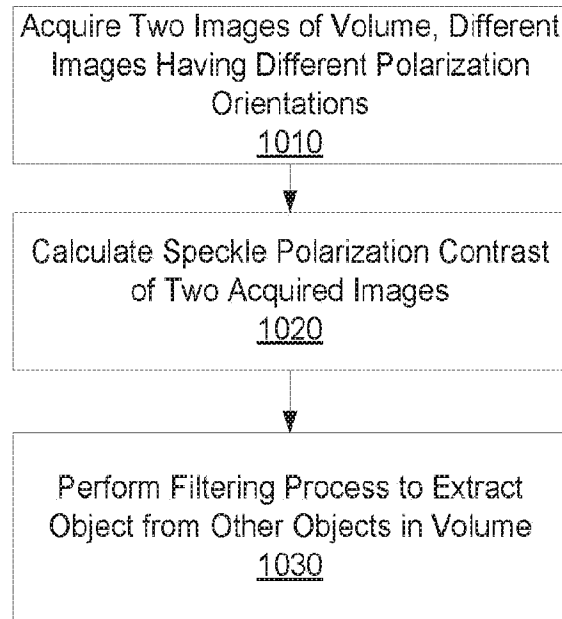 Acquire Two Images of Volume, Different
Images Having Different Polarization
Orientations
1010
Calculate Speckle Polarization Contrast
of Two Acquired Images
1020
Perform Filtering Process to Extract
Object from Other Objects in Volume
1030